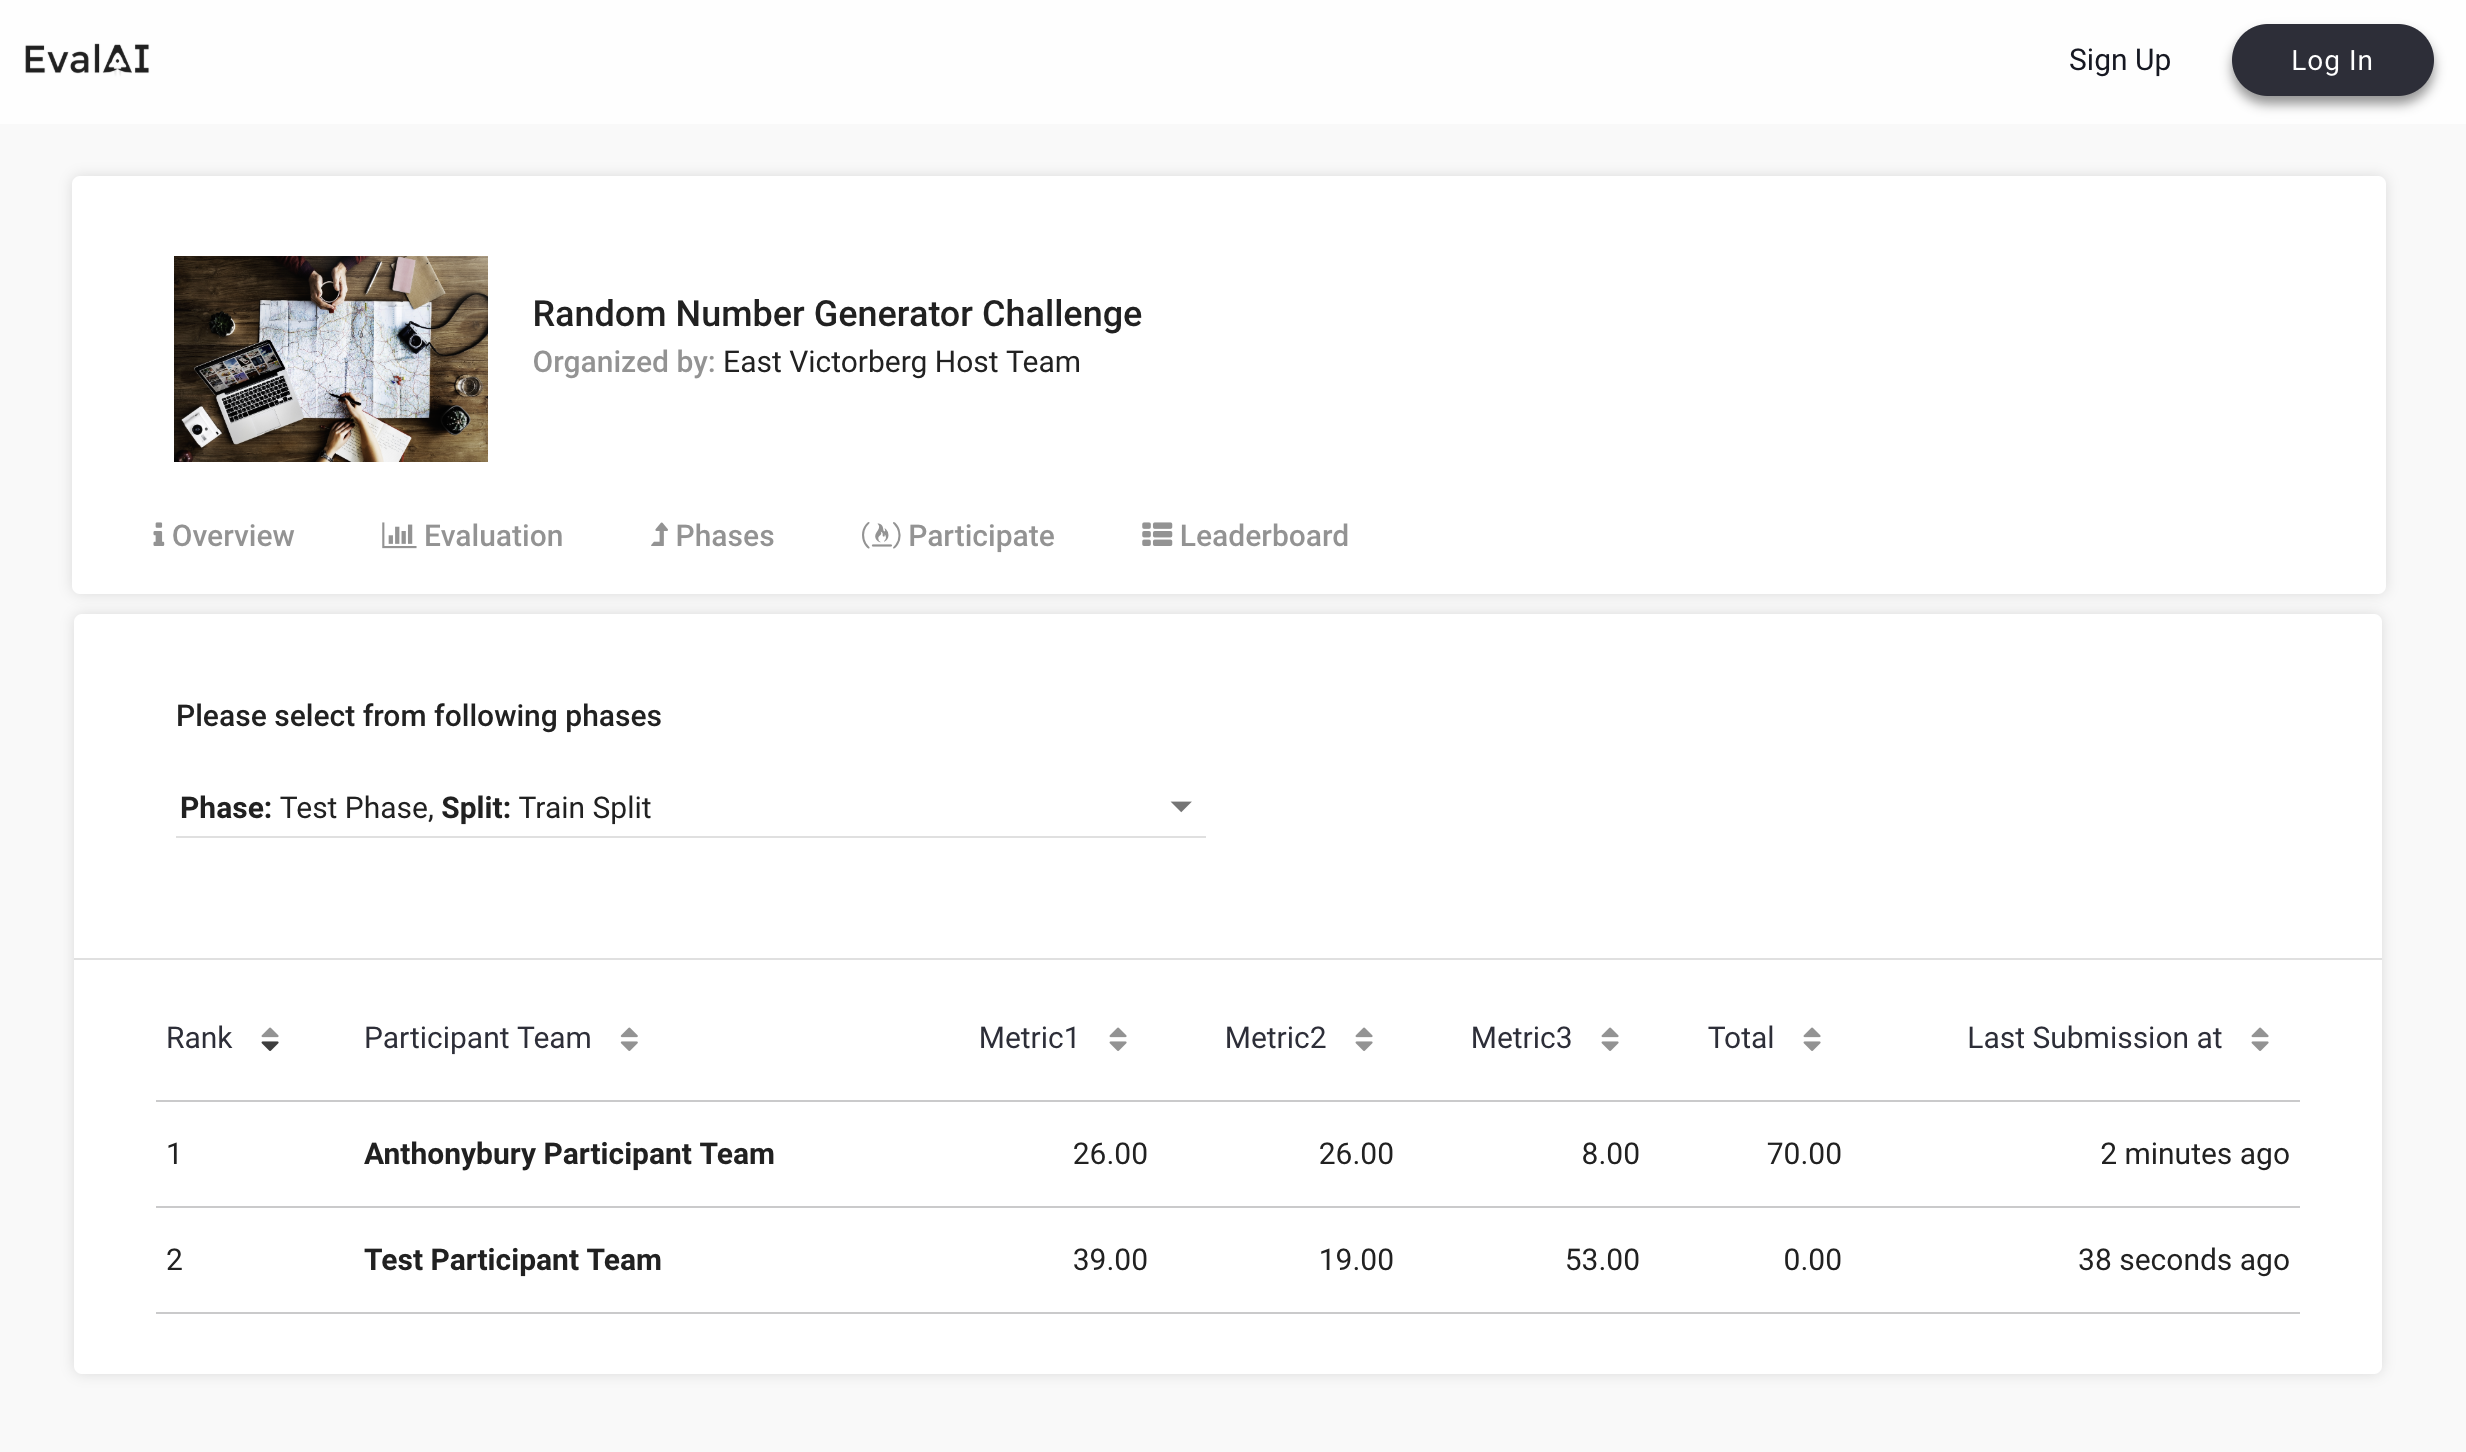 EvalAI
Sign Up
Log In
Random Number Generator Challenge
Organized by: East Victorberg Host Team
Overview
Evaluation
Phases
Participate
Leaderboard
Please select from following phases
Phase: Test Phase, Split: Train Split
Rank Participant Team Metric1 Metric2 Metric3 Total Last Submission at
1 Anthonybury Participant Team 26.00 26.00 8.00 70.00 2 minutes ago
2 Test Participant Team 39.00 19.00 53.00 0.00 38 seconds ago